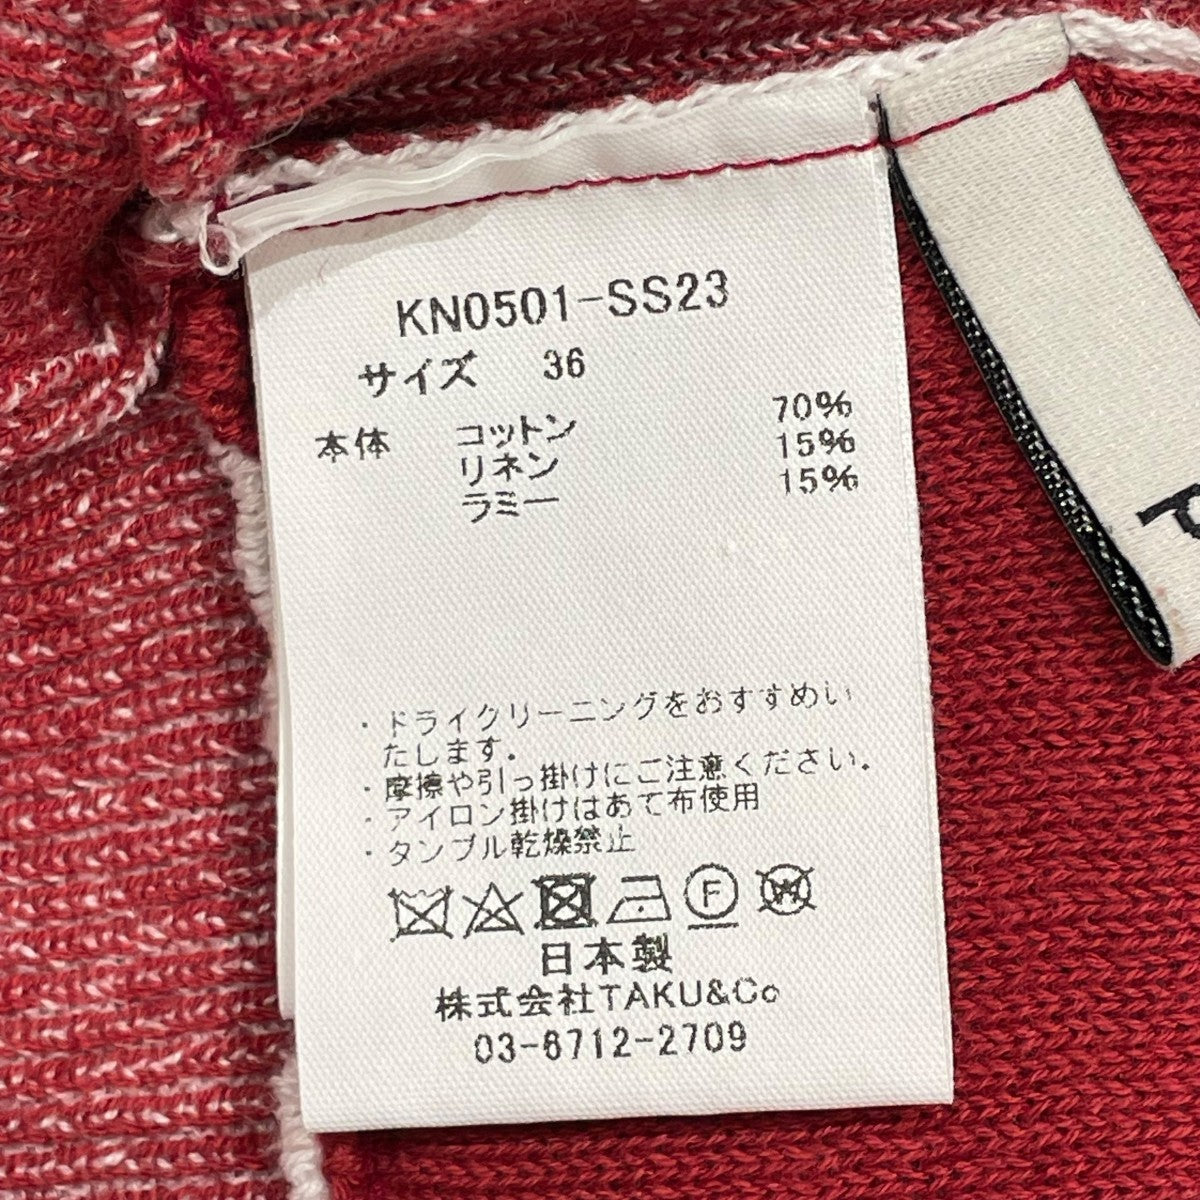 KN0501-SS23
サイズ 36
本体 コットン 70%
リネン 15%
ラミー 15%
・ドライクリーニングをおすすめい
たします。
・摩擦や引っ掛けにご注意ください。
・アイロン掛けはあて布使用
・タンブル乾燥禁止
F W
日本製
株式会社TAKU&Co
03-6712-2709